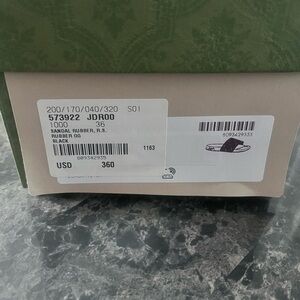 200/170/040/320 S01
573922 JDR00
1000 36
SANDAL RUBBER, R.S.
RUBBER GG
BLACK
1163
USD 360